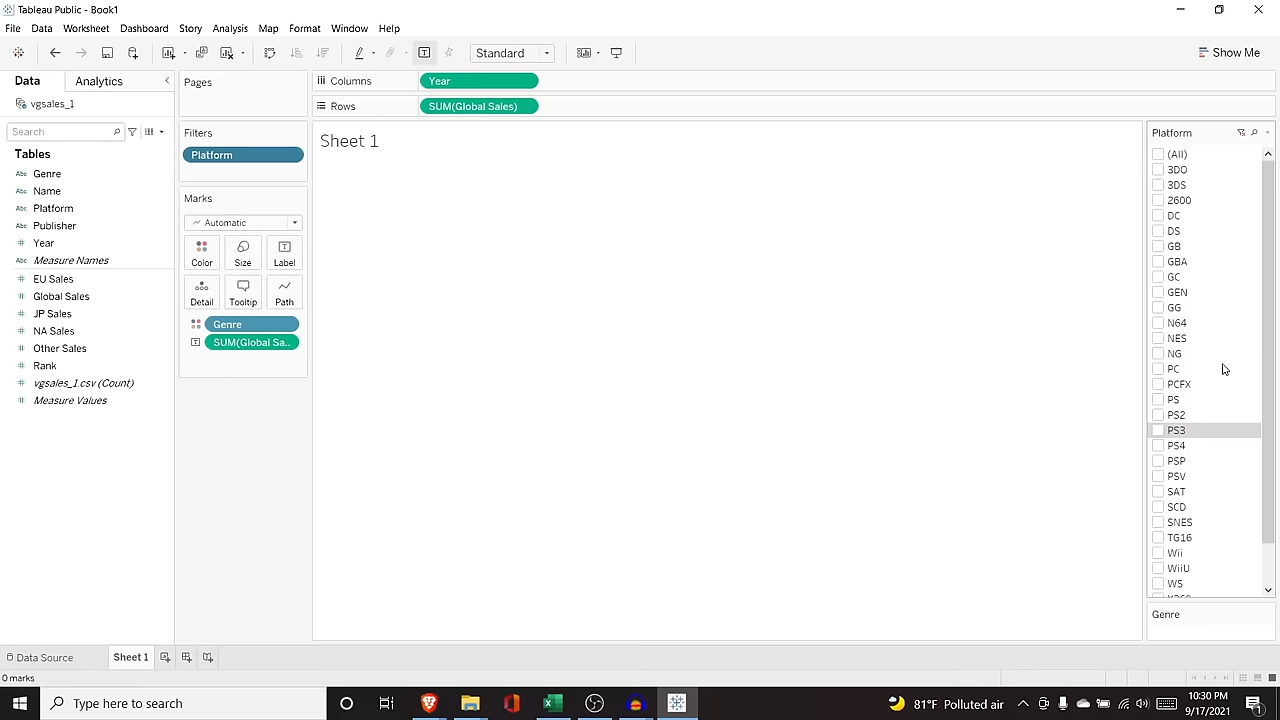 Tableau Public - Book1
File Data Worksheet Dashboard Story Analysis Map Format Window Help
Standard
Show Me
Data Analytics
vgsales_1
Search
Tables
Abc Genre
Abc Name
Abc Platform
Abc Publisher
# Year
Abc Measure Names
# EU Sales
# Global Sales
# JP Sales
# NA Sales
# Other Sales
# Rank
# vgsales_1.csv (Count)
# Measure Values
Pages
Filters
Platform
Marks
Automatic
Color Size Label
Detail Tooltip Path
Genre
SUM(Global Sa..
Columns Year
Rows SUM(Global Sales)
Sheet 1
Platform
(All)
3DO
3DS
2600
DC
DS
GB
GBA
GC
GEN
GG
N64
NES
NG
PC
PCFX
PS
PS2
PS3
PS4
PSP
PSV
SAT
SCD
SNES
TG16
Wii
WiiU
WS
Genre
Data Source Sheet 1
0 marks
Type here to search
81°F Polluted air
10:30 PM
9/17/2021